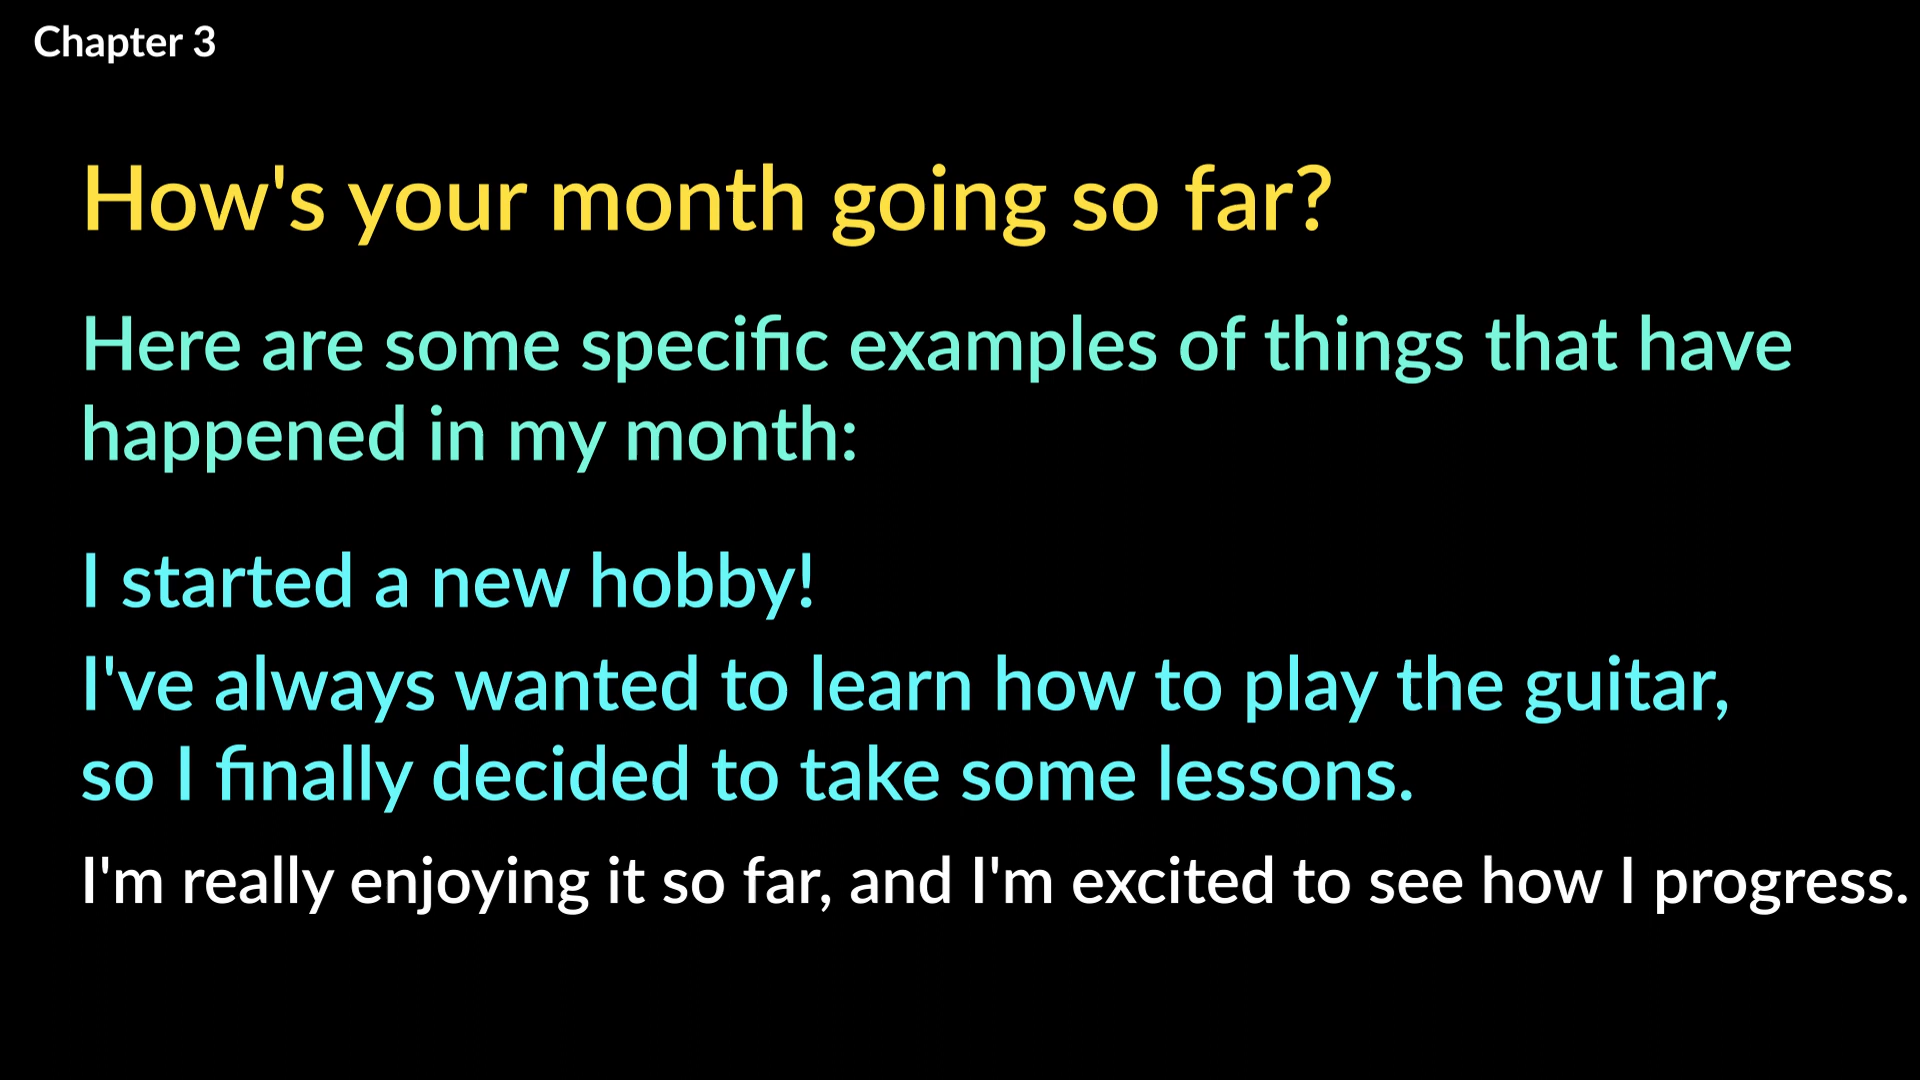 Chapter 3
How's your month going so far?
Here are some specific examples of things that have
happened in my month:
I started a new hobby!
I've always wanted to learn how to play the guitar,
so I finally decided to take some lessons.
I'm really enjoying it so far, and I'm excited to see how I progress.